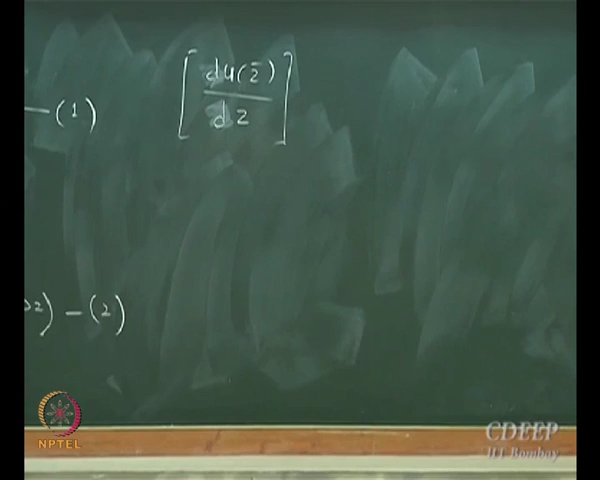 [du(z̄)/dz]
—(1)
) —(2)
NPTEL
CDEEP
IIT Bombay